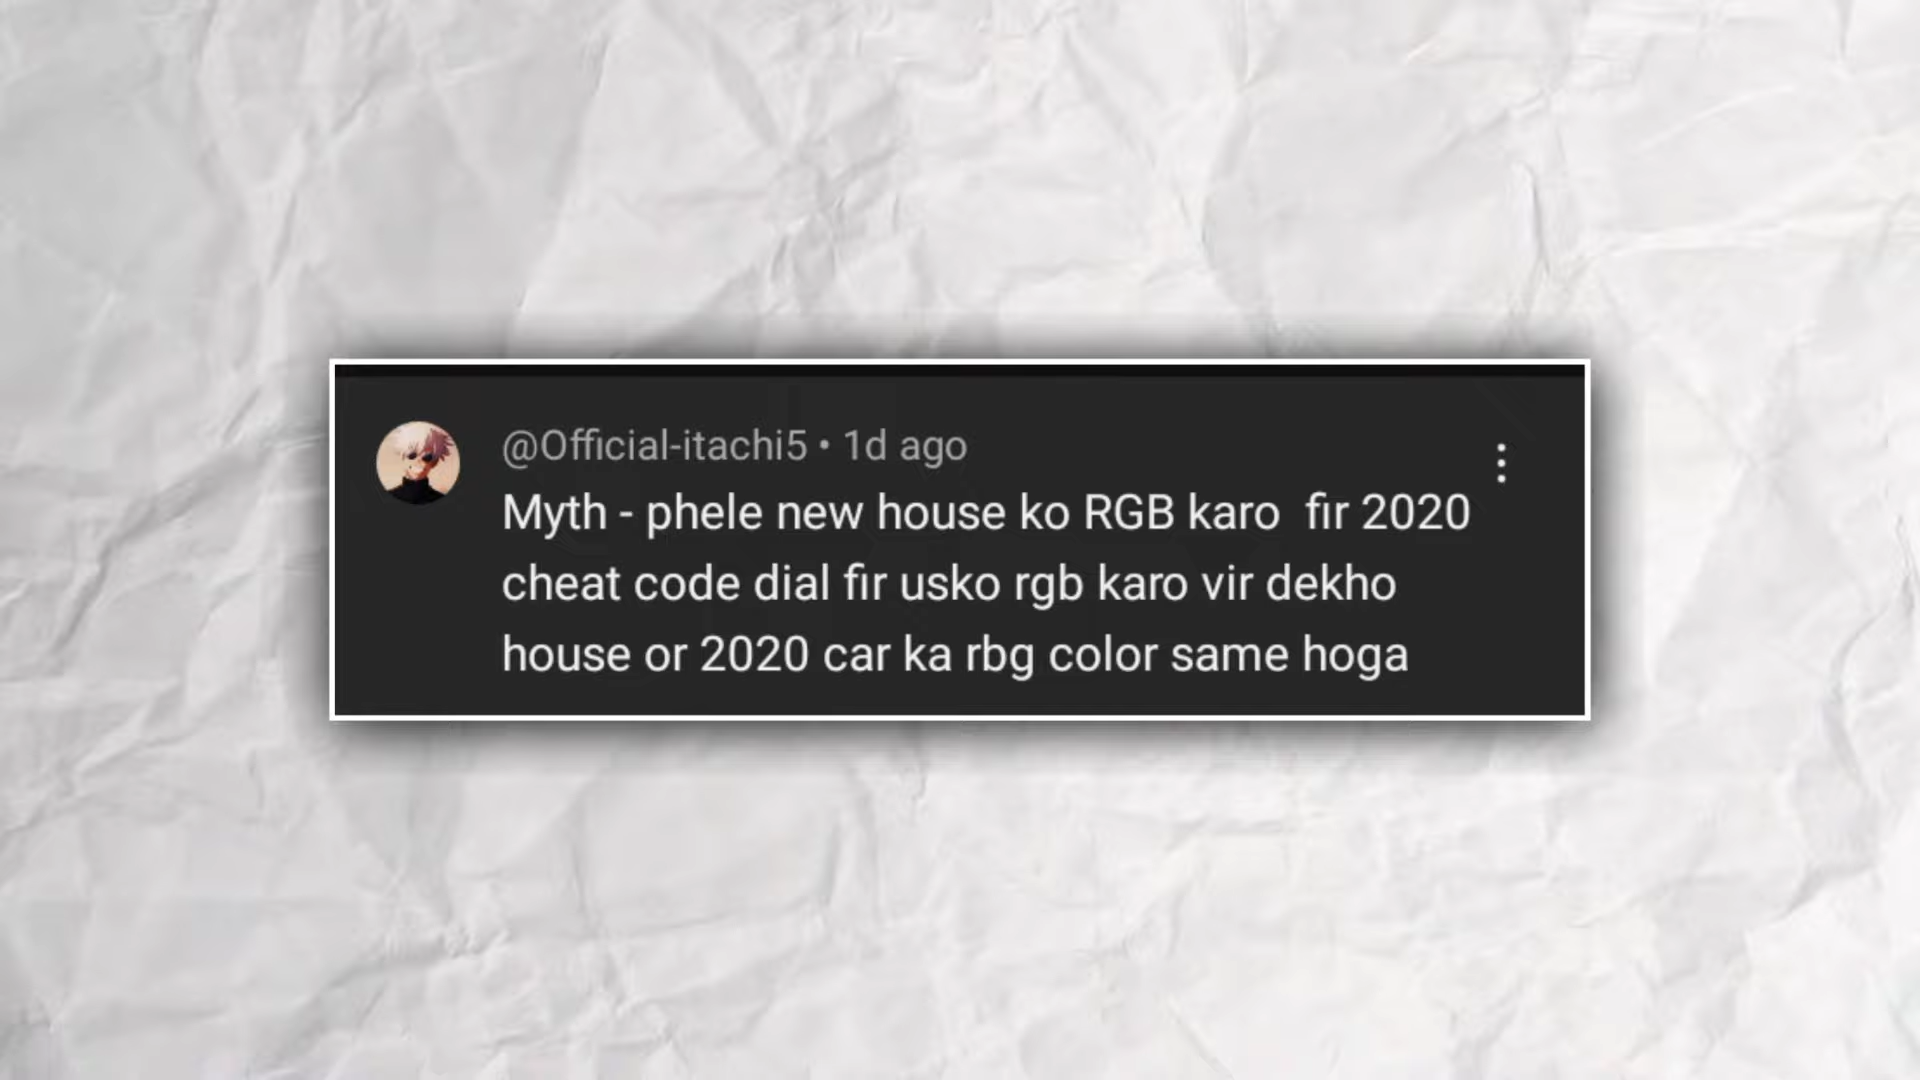 @Official-itachi5 • 1d ago
Myth - phele new house ko RGB karo  fir 2020
cheat code dial fir usko rgb karo vir dekho
house or 2020 car ka rbg color same hoga